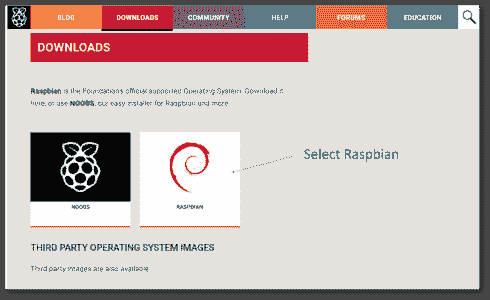 BLOG DOWNLOADS COMMUNITY HELP FORUMS EDUCATION
DOWNLOADS
Raspbian is the Foundations official supported Operating System. Download it
here, or use NOOBS, our easy installer for Raspbian and more.
Select Raspbian
NOOBS RASPBIAN
THIRD PARTY OPERATING SYSTEM IMAGES
Third party images are also available